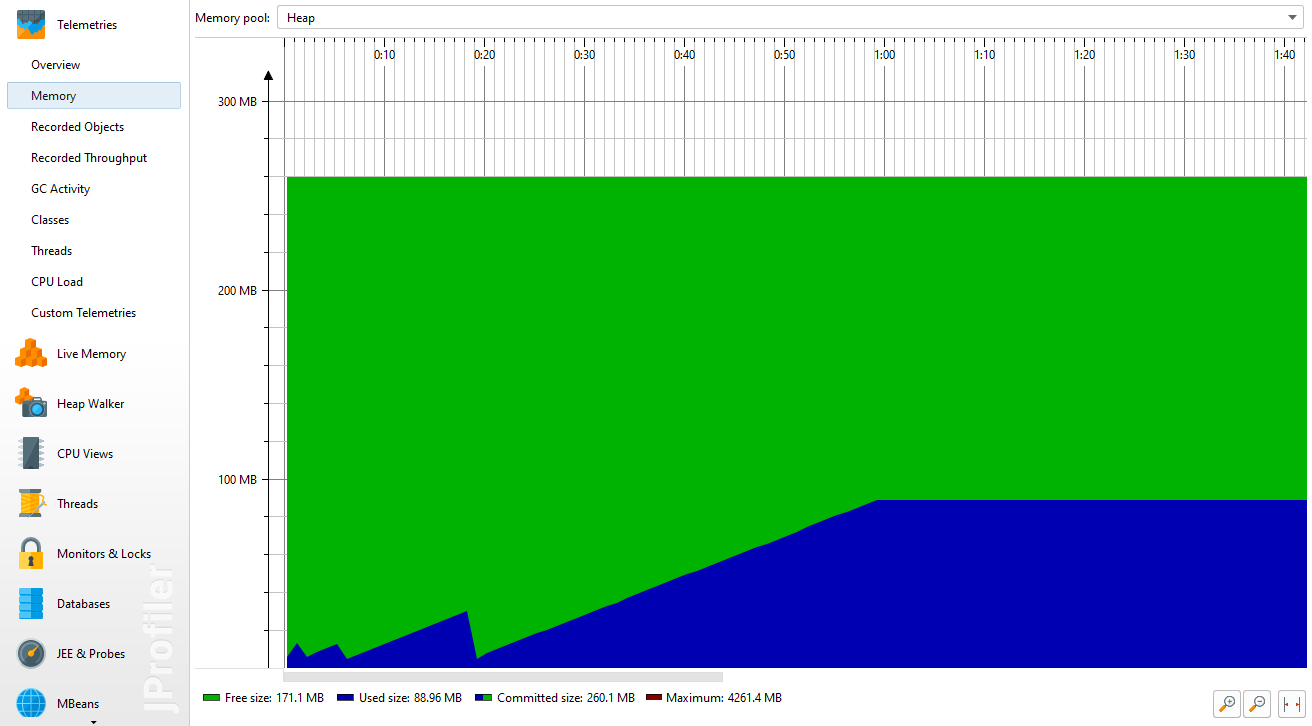 Telemetries
Overview
Memory
Recorded Objects
Recorded Throughput
GC Activity
Classes
Threads
CPU Load
Custom Telemetries
Live Memory
Heap Walker
CPU Views
Threads
Monitors & Locks
Databases
JEE & Probes
MBeans
JProfiler
Memory pool: Heap
0:10 0:20 0:30 0:40 0:50 1:00 1:10 1:20 1:30 1:40
300 MB
200 MB
100 MB
Free size: 171.1 MB Used size: 88.96 MB Committed size: 260.1 MB Maximum: 4261.4 MB